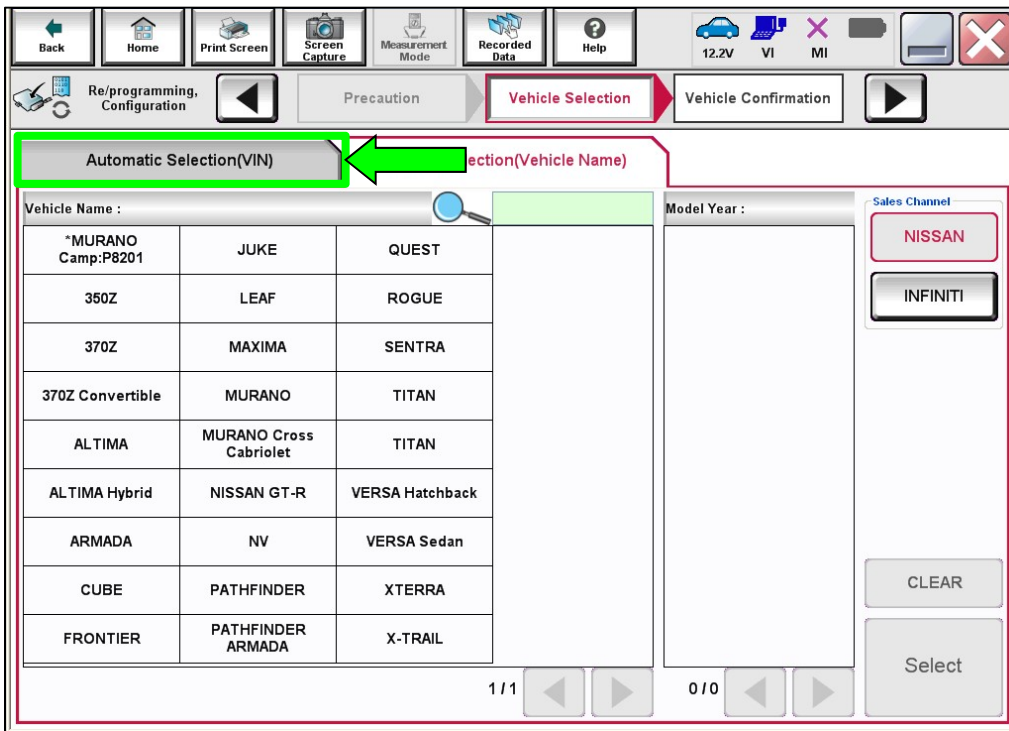 Back
Home
Print Screen
Screen
Capture
Measurement
Mode
Recorded
Data
Help
12.2V
VI
MI
Re/programming,
Configuration
Precaution
Vehicle Selection
Vehicle Confirmation
Automatic Selection(VIN)
ection(Vehicle Name)
Vehicle Name :
Model Year :
Sales Channel
*MURANO
Camp:P8201
JUKE
QUEST
NISSAN
350Z
LEAF
ROGUE
INFINITI
370Z
MAXIMA
SENTRA
370Z Convertible
MURANO
TITAN
ALTIMA
MURANO Cross
Cabriolet
TITAN
ALTIMA Hybrid
NISSAN GT-R
VERSA Hatchback
ARMADA
NV
VERSA Sedan
CUBE
PATHFINDER
XTERRA
CLEAR
FRONTIER
PATHFINDER
ARMADA
X-TRAIL
Select
1/1
0/0